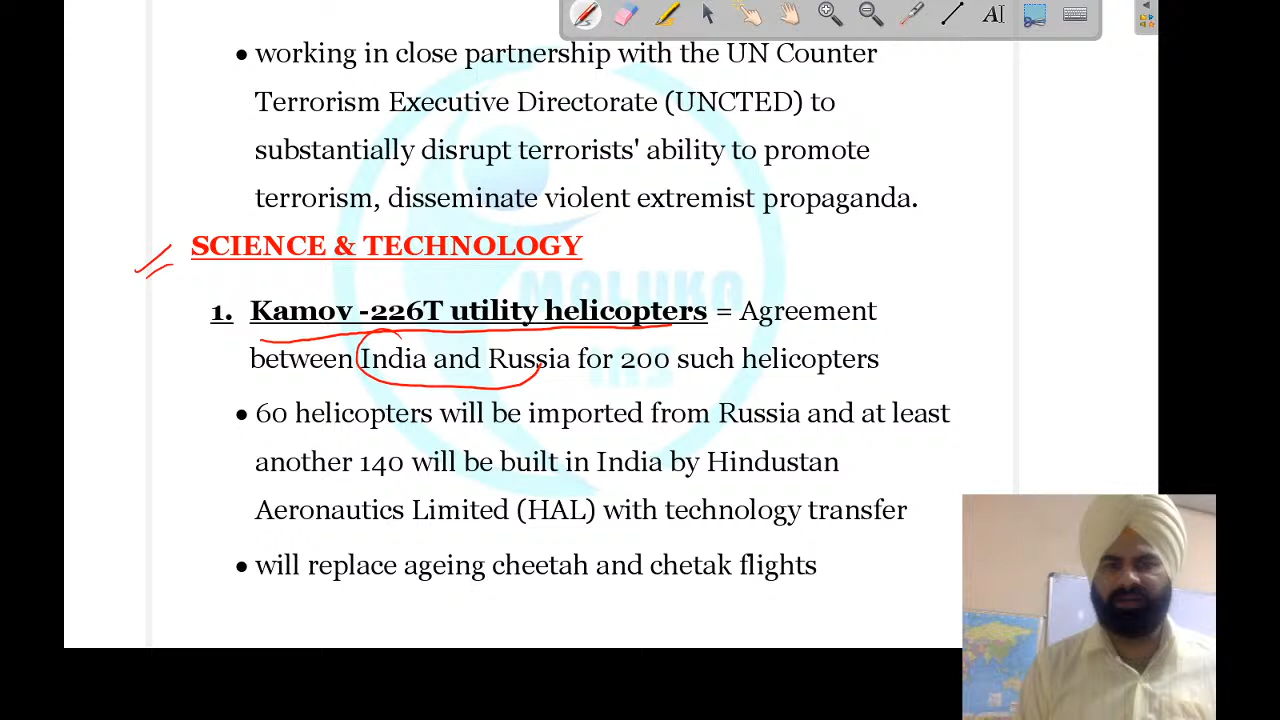 • working in close partnership with the UN Counter
Terrorism Executive Directorate (UNCTED) to
substantially disrupt terrorists' ability to promote
terrorism, disseminate violent extremist propaganda.
SCIENCE & TECHNOLOGY
MALUKA
IAS
1. Kamov -226T utility helicopters = Agreement
between India and Russia for 200 such helicopters
• 60 helicopters will be imported from Russia and at least
another 140 will be built in India by Hindustan
Aeronautics Limited (HAL) with technology transfer
• will replace ageing cheetah and chetak flights